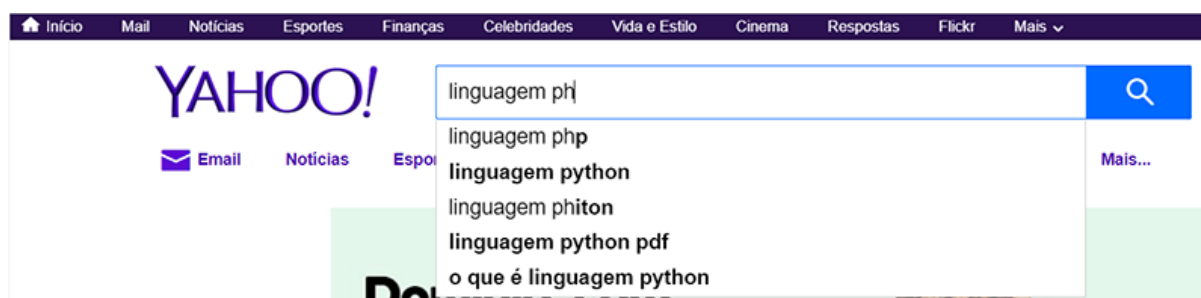 Início Mail Notícias Esportes Finanças Celebridades Vida e Estilo Cinema Respostas Flickr Mais
YAHOO!
linguagem ph
linguagem php
linguagem python
linguagem phiton
linguagem python pdf
o que é linguagem python
Email Notícias Espor Mais...